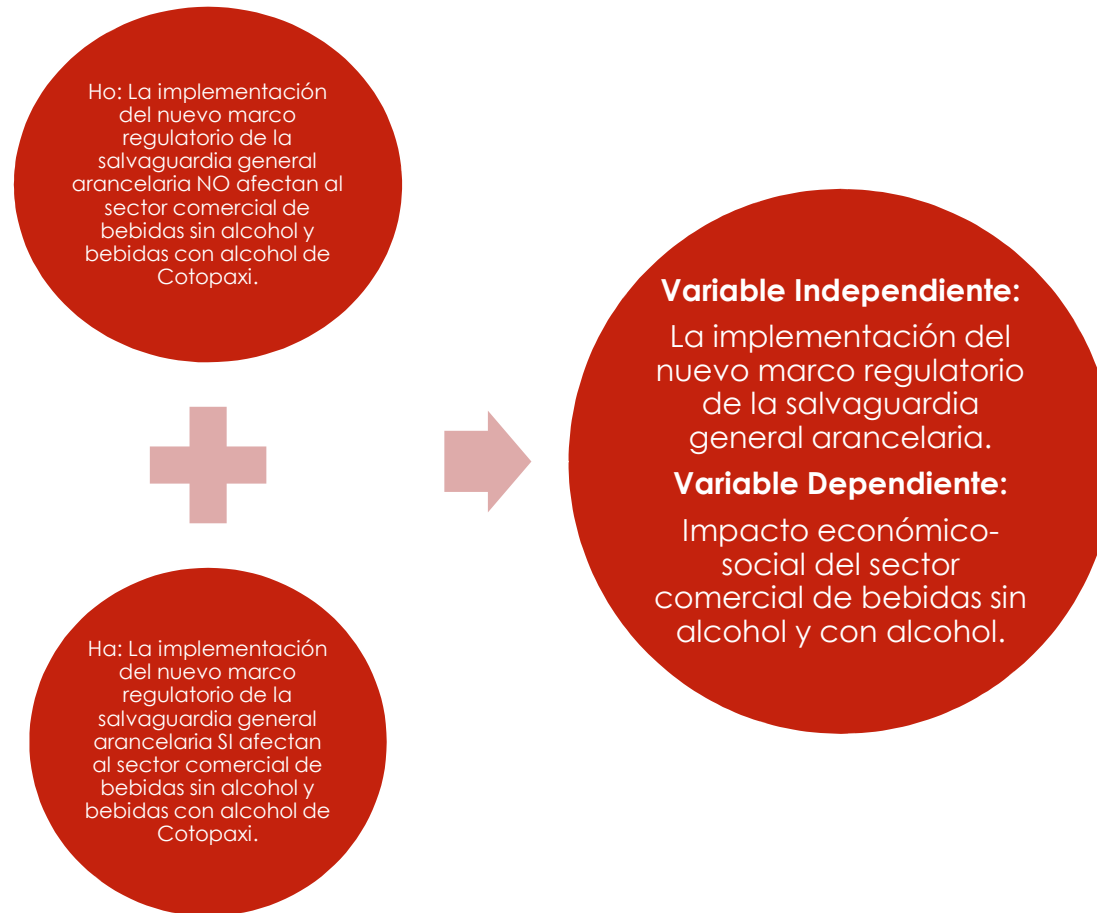 Ho: La implementación
del nuevo marco
regulatorio de la
salvaguardia general
arancelaria NO afectan al
sector comercial de
bebidas sin alcohol y
bebidas con alcohol de
Cotopaxi.
Ha: La implementación
del nuevo marco
regulatorio de la
salvaguardia general
arancelaria SI afectan
al sector comercial de
bebidas sin alcohol y
bebidas con alcohol de
Cotopaxi.
Variable Independiente:
La implementación del
nuevo marco regulatorio
de la salvaguardia
general arancelaria.
Variable Dependiente:
Impacto económico-
social del sector
comercial de bebidas sin
alcohol y con alcohol.